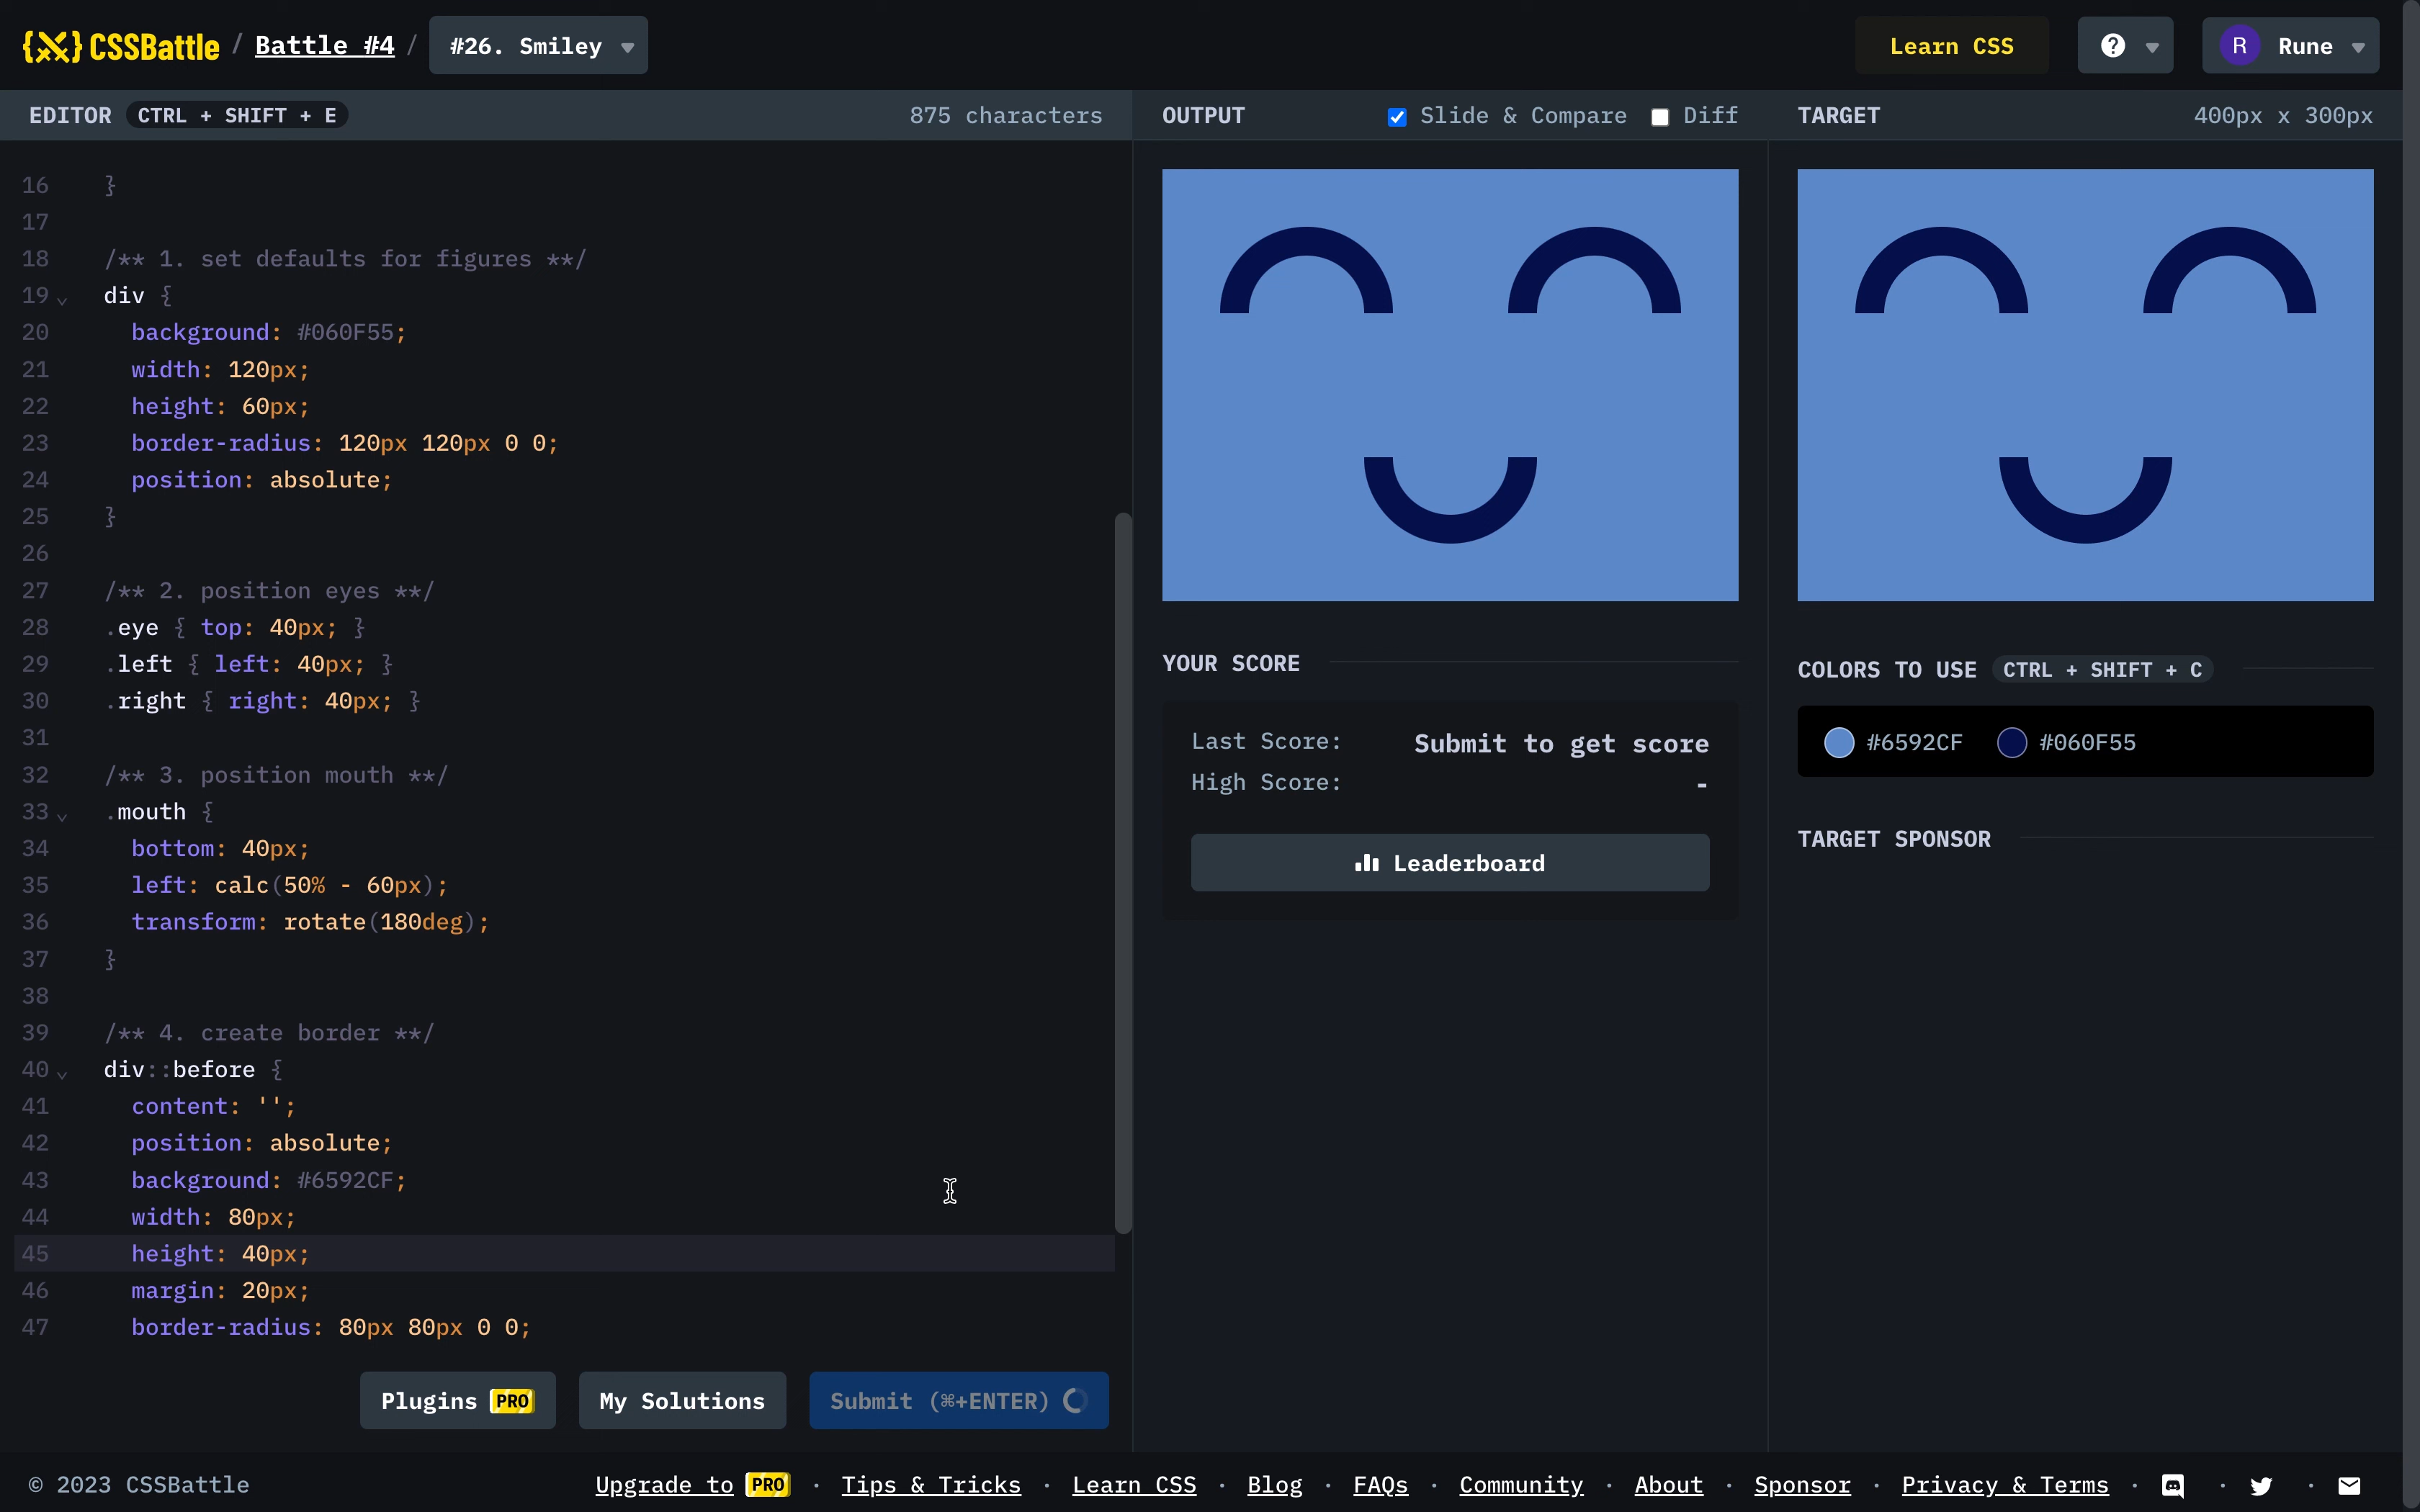 {X} CSSBattle / Battle #4 / #26. Smiley
Learn CSS
?
R Rune
EDITOR CTRL + SHIFT + E 875 characters
16 }
17
18 /** 1. set defaults for figures **/
19 div {
20 background: #060F55;
21 width: 120px;
22 height: 60px;
23 border-radius: 120px 120px 0 0;
24 position: absolute;
25 }
26
27 /** 2. position eyes **/
28 .eye { top: 40px; }
29 .left { left: 40px; }
30 .right { right: 40px; }
31
32 /** 3. position mouth **/
33 .mouth {
34 bottom: 40px;
35 left: calc(50% - 60px);
36 transform: rotate(180deg);
37 }
38
39 /** 4. create border **/
40 div::before {
41 content: '';
42 position: absolute;
43 background: #6592CF;
44 width: 80px;
45 height: 40px;
46 margin: 20px;
47 border-radius: 80px 80px 0 0;
Plugins PRO
My Solutions
Submit (⌘+ENTER)
OUTPUT Slide & Compare Diff
YOUR SCORE
Last Score: Submit to get score
High Score: -
Leaderboard
TARGET 400px x 300px
COLORS TO USE CTRL + SHIFT + C
#6592CF #060F55
TARGET SPONSOR
© 2023 CSSBattle
Upgrade to PRO · Tips & Tricks · Learn CSS · Blog · FAQs · Community · About · Sponsor · Privacy & Terms · · ·